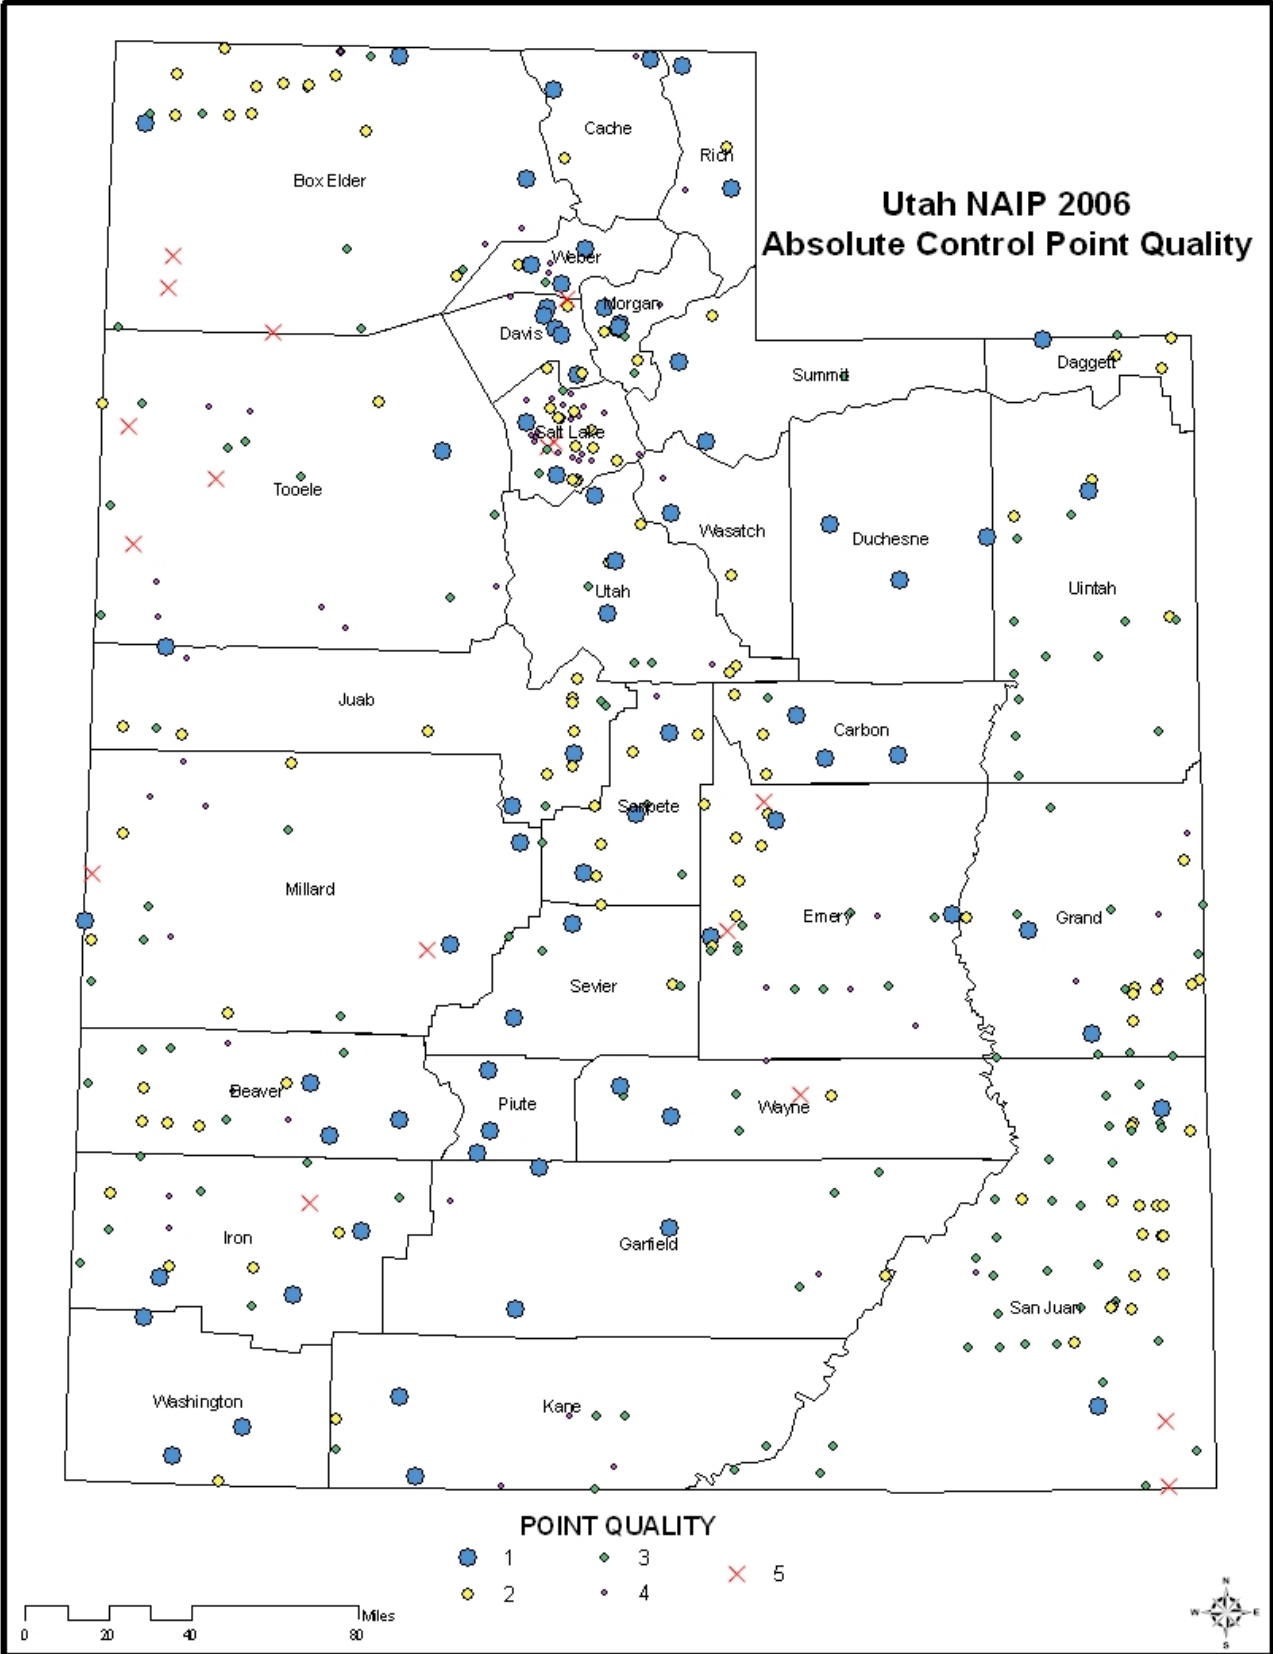 Utah NAIP 2006
Absolute Control Point Quality
Cache
Rich
Box Elder
Weber
Morgan
Davis
Summit
Daggett
Salt Lake
Tooele
Wasatch
Duchesne
Uintah
Utah
Juab
Carbon
Sanpete
Millard
Emery
Grand
Sevier
Beaver
Piute
Wayne
Iron
Garfield
San Juan
Washington
Kane
POINT QUALITY
1 3 5
2 4
Miles
0 20 40 80
N
W E
S